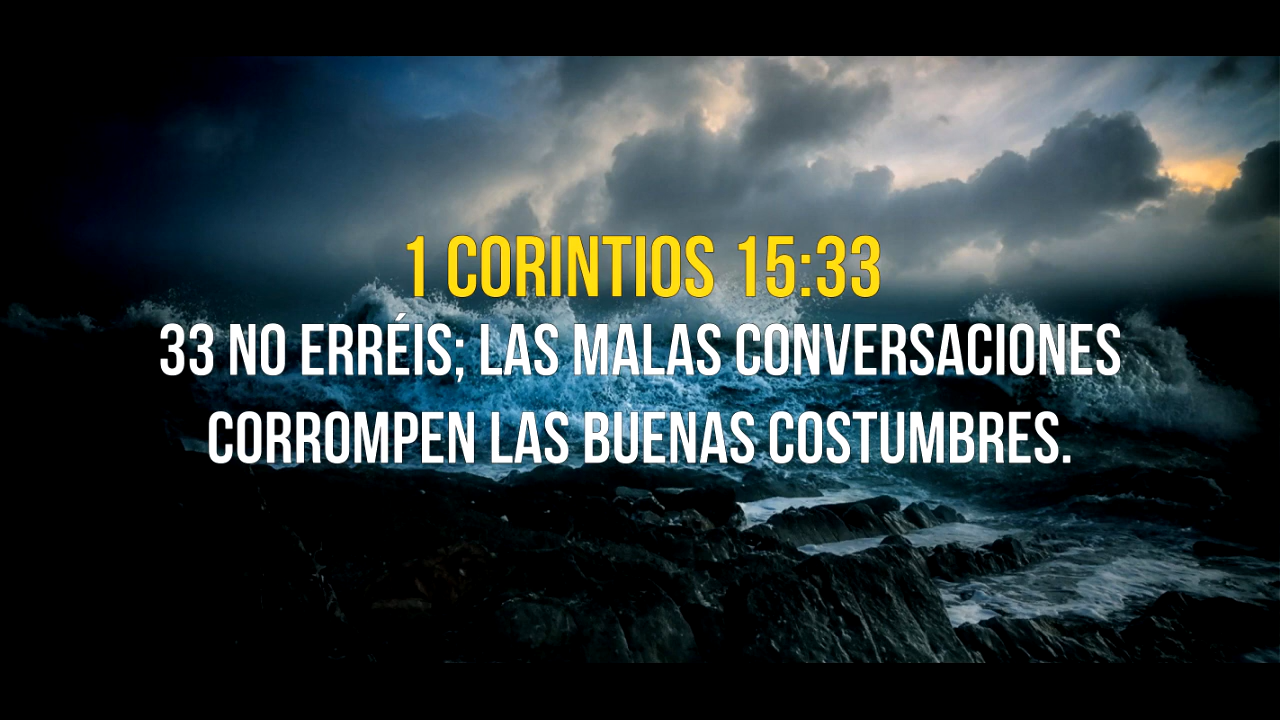 1 CORINTIOS 15:33
33 NO ERRÉIS; LAS MALAS CONVERSACIONES
CORROMPEN LAS BUENAS COSTUMBRES.